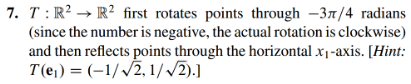 7. T : ℝ² → ℝ² first rotates points through −3π/4 radians
(since the number is negative, the actual rotation is clockwise)
and then reflects points through the horizontal x₁-axis. [Hint:
T(e₁) = (−1/√2, 1/√2).]